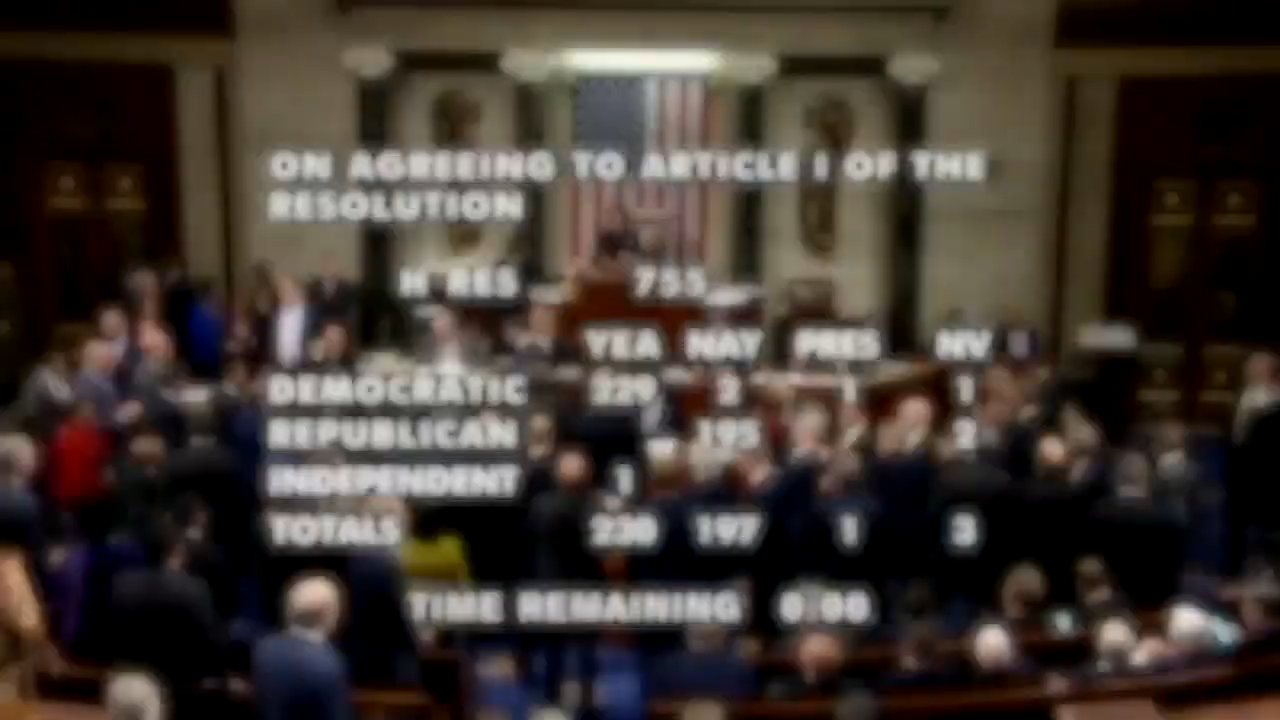 ON AGREEING TO ARTICLE I OF THE
RESOLUTION
H RES 755
YEA NAY PRES NV
DEMOCRATIC 229 2 1 1
REPUBLICAN 195 2
INDEPENDENT 1
TOTALS 230 197 1 3
TIME REMAINING 0:00